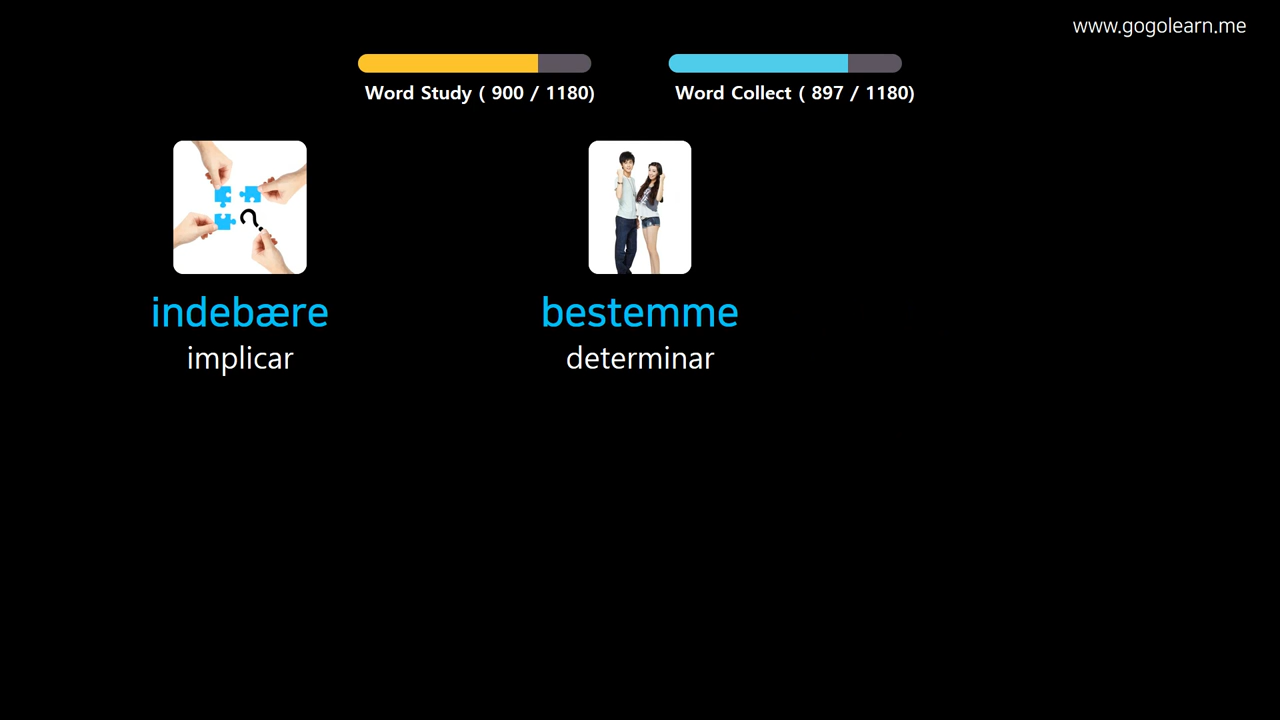 www.gogolearn.me
Word Study ( 900 / 1180)
Word Collect ( 897 / 1180)
?
indebære
bestemme
implicar
determinar